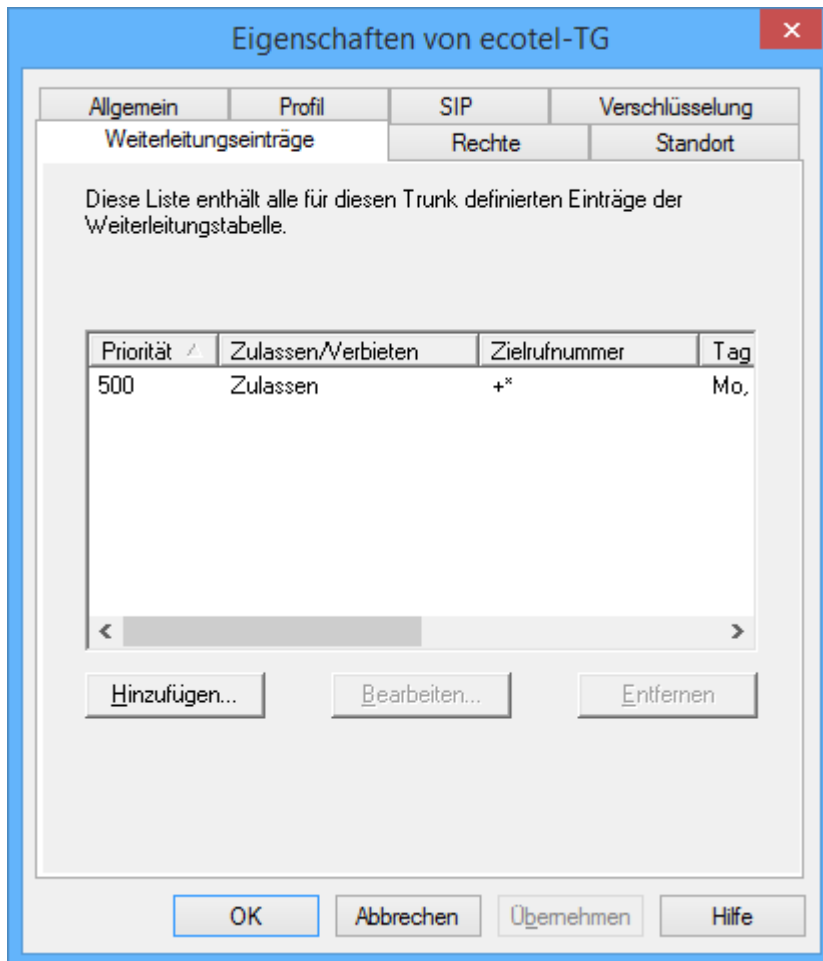 Eigenschaften von ecotel-TG
Allgemein Profil SIP Verschlüsselung
Weiterleitungseinträge Rechte Standort
Diese Liste enthält alle für diesen Trunk definierten Einträge der
Weiterleitungstabelle.
Priorität Zulassen/Verbieten Zielrufnummer Tag
500 Zulassen +* Mo,
Hinzufügen... Bearbeiten... Entfernen
OK Abbrechen Übernehmen Hilfe